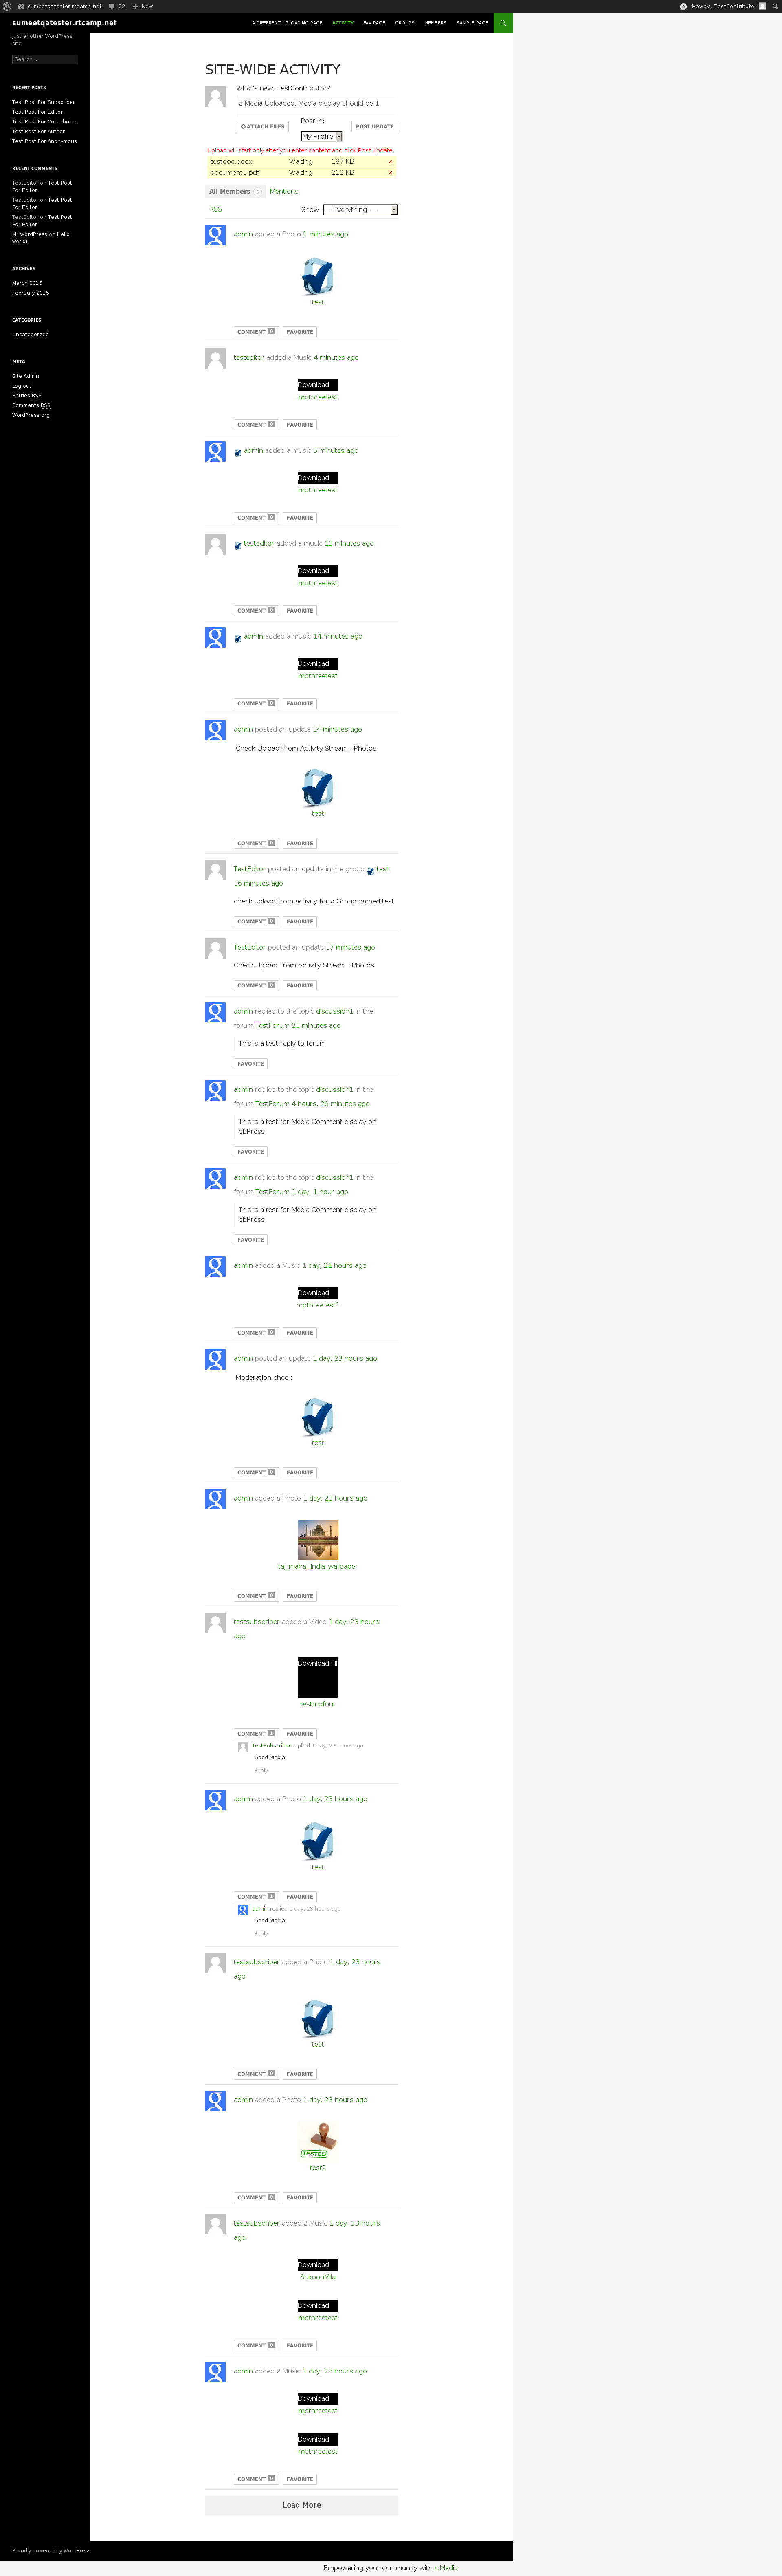 sumeetqatester.rtcamp.net 22 New 0 Howdy, TestContributor
sumeetqatester.rtcamp.net
A DIFFERENT UPLOADING PAGE ACTIVITY FAV PAGE GROUPS MEMBERS SAMPLE PAGE
Just another WordPress
site
Search ...
RECENT POSTS
Test Post For Subscriber
Test Post For Editor
Test Post For Contributor
Test Post For Author
Test Post For Anonymous
RECENT COMMENTS
TestEditor on Test Post
For Editor
TestEditor on Test Post
For Editor
TestEditor on Test Post
For Editor
Mr WordPress on Hello
world!
ARCHIVES
March 2015
February 2015
CATEGORIES
Uncategorized
META
Site Admin
Log out
Entries RSS
Comments RSS
WordPress.org
SITE-WIDE ACTIVITY
What's new, TestContributor?
2 Media Uploaded. Media display should be 1
ATTACH FILES
Post in:
My Profile
POST UPDATE
Upload will start only after you enter content and click Post Update.
testdoc.docx Waiting 187 KB ×
document1.pdf Waiting 212 KB ×
All Members 5 Mentions
RSS Show: — Everything —
admin added a Photo 2 minutes ago
test
COMMENT 0 FAVORITE
testeditor added a Music 4 minutes ago
Download
mpthreetest
COMMENT 0 FAVORITE
admin added a music 5 minutes ago
Download
mpthreetest
COMMENT 0 FAVORITE
testeditor added a music 11 minutes ago
Download
mpthreetest
COMMENT 0 FAVORITE
admin added a music 14 minutes ago
Download
mpthreetest
COMMENT 0 FAVORITE
admin posted an update 14 minutes ago
Check Upload From Activity Stream : Photos
test
COMMENT 0 FAVORITE
TestEditor posted an update in the group test
16 minutes ago
check upload from activity for a Group named test
COMMENT 0 FAVORITE
TestEditor posted an update 17 minutes ago
Check Upload From Activity Stream : Photos
COMMENT 0 FAVORITE
admin replied to the topic discussion1 in the
forum TestForum 21 minutes ago
This is a test reply to forum
FAVORITE
admin replied to the topic discussion1 in the
forum TestForum 4 hours, 29 minutes ago
This is a test for Media Comment display on
bbPress
FAVORITE
admin replied to the topic discussion1 in the
forum TestForum 1 day, 1 hour ago
This is a test for Media Comment display on
bbPress
FAVORITE
admin added a Music 1 day, 21 hours ago
Download
mpthreetest1
COMMENT 0 FAVORITE
admin posted an update 1 day, 23 hours ago
Moderation check
test
COMMENT 0 FAVORITE
admin added a Photo 1 day, 23 hours ago
taj_mahal_india_wallpaper
COMMENT 0 FAVORITE
testsubscriber added a Video 1 day, 23 hours
ago
Download Fil
testmpfour
COMMENT 1 FAVORITE
TestSubscriber replied 1 day, 23 hours ago
Good Media
Reply
admin added a Photo 1 day, 23 hours ago
test
COMMENT 1 FAVORITE
admin replied 1 day, 23 hours ago
Good Media
Reply
testsubscriber added a Photo 1 day, 23 hours
ago
test
COMMENT 0 FAVORITE
admin added a Photo 1 day, 23 hours ago
TESTED
test2
COMMENT 0 FAVORITE
testsubscriber added 2 Music 1 day, 23 hours
ago
Download
SukoonMila
Download
mpthreetest
COMMENT 0 FAVORITE
admin added 2 Music 1 day, 23 hours ago
Download
mpthreetest
Download
mpthreetest
COMMENT 0 FAVORITE
Load More
Proudly powered by WordPress
Empowering your community with rtMedia